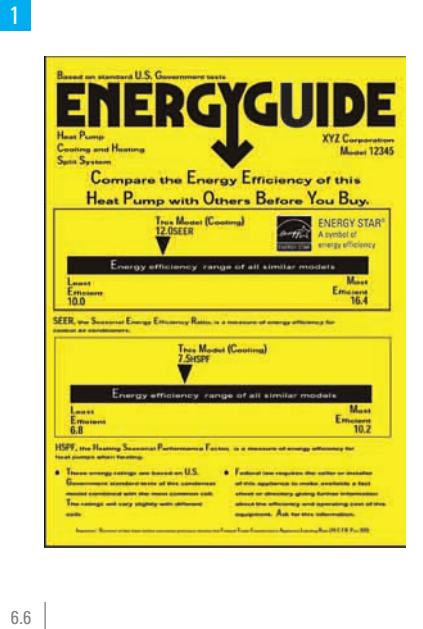 1
Based on standard U.S. Government tests
ENERGYGUIDE
Heat Pump
Cooling and Heating
Split System
XYZ Corporation
Model 12345
Compare the Energy Efficiency of this
Heat Pump with Others Before You Buy.
This Model (Cooling)
12.0SEER
ENERGY STAR
ENERGY STAR®
A symbol of
energy efficiency
Energy efficiency range of all similar models
Least
Efficient
10.0
Most
Efficient
16.4
SEER, the Seasonal Energy Efficiency Ratio, is a measure of energy efficiency for
central air conditioners.
This Model (Cooling)
7.5HSPF
Energy efficiency range of all similar models
Least
Efficient
6.8
Most
Efficient
10.2
HSPF, the Heating Seasonal Performance Factor, is a measure of energy efficiency for
heat pumps when heating.
• These energy ratings are based on U.S.
Government standard tests of this condenser
model combined with the most common coil.
The ratings will vary slightly with different
coils
• Federal law requires the seller or installer
of this appliance to make available a fact
sheet or directory giving further information
about the efficiency and operating cost of this
equipment. Ask for this information.
6.6